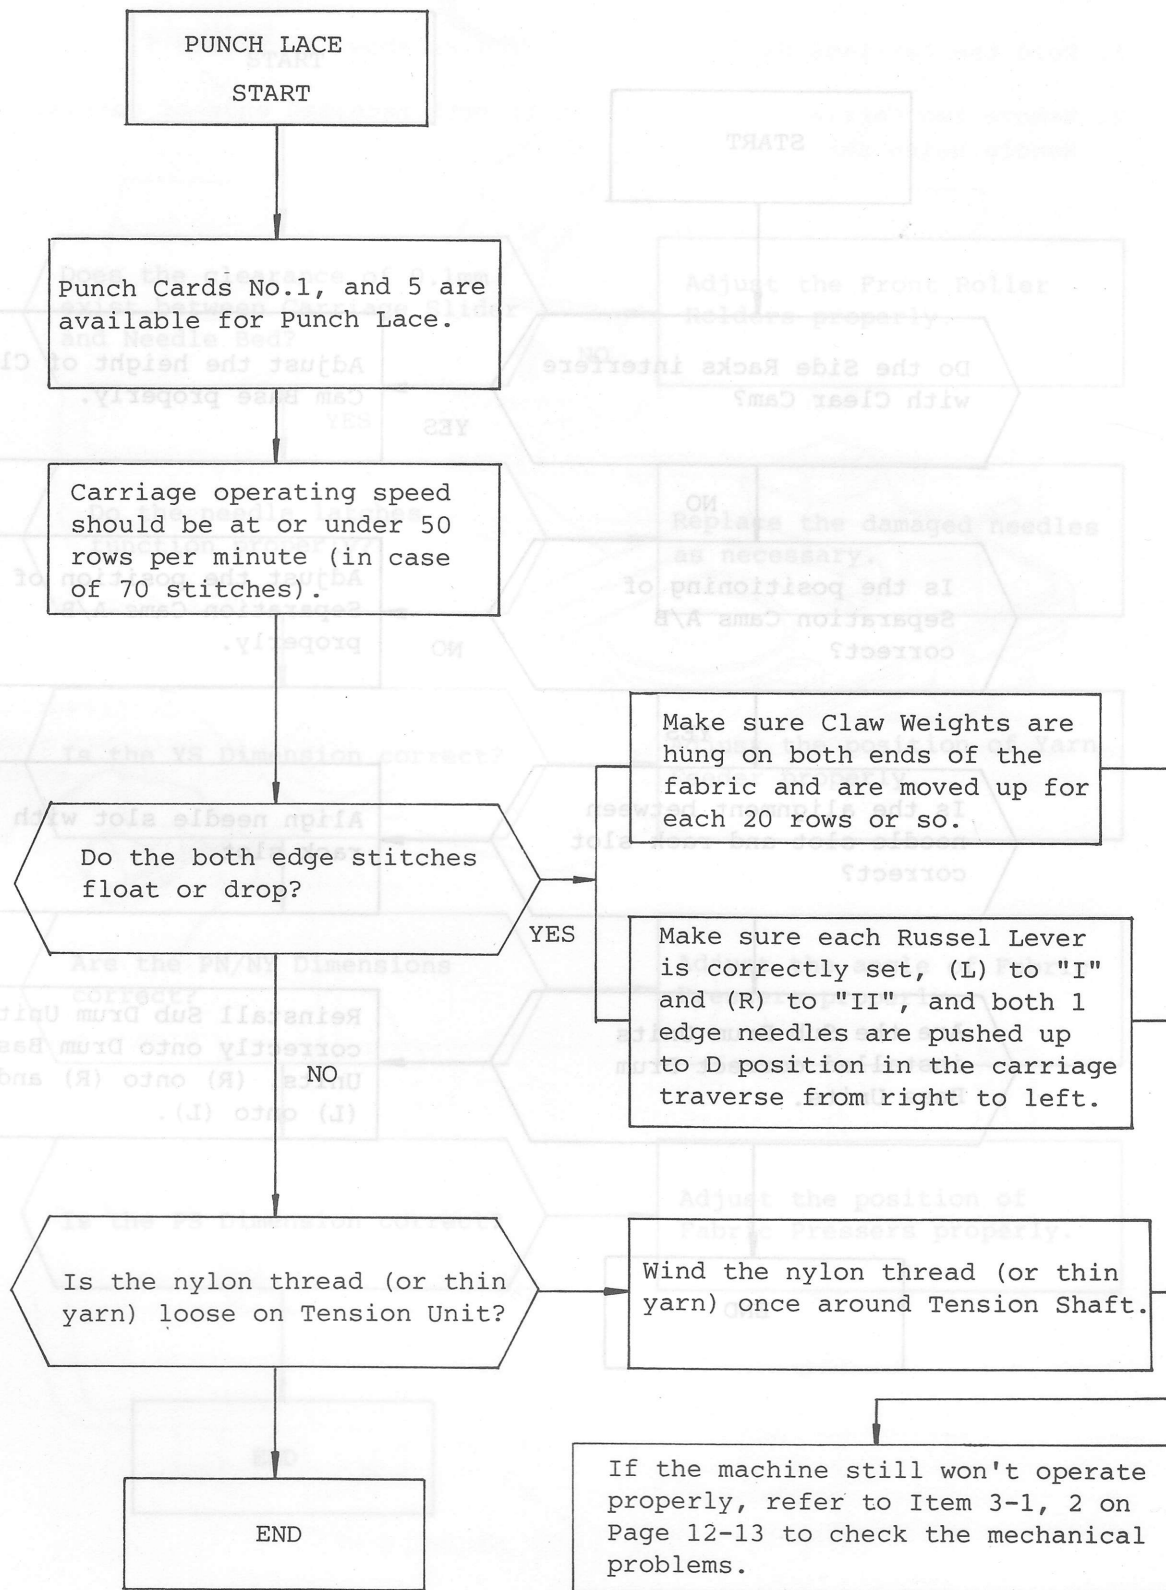 PUNCH LACE
START
Punch Cards No.1, and 5 are
available for Punch Lace.
Carriage operating speed
should be at or under 50
rows per minute (in case
of 70 stitches).
Do the both edge stitches
float or drop?
YES
Make sure Claw Weights are
hung on both ends of the
fabric and are moved up for
each 20 rows or so.
Make sure each Russel Lever
is correctly set, (L) to "I"
and (R) to "II", and both 1
edge needles are pushed up
to D position in the carriage
traverse from right to left.
NO
Is the nylon thread (or thin
yarn) loose on Tension Unit?
Wind the nylon thread (or thin
yarn) once around Tension Shaft.
END
If the machine still won't operate
properly, refer to Item 3-1, 2 on
Page 12-13 to check the mechanical
problems.